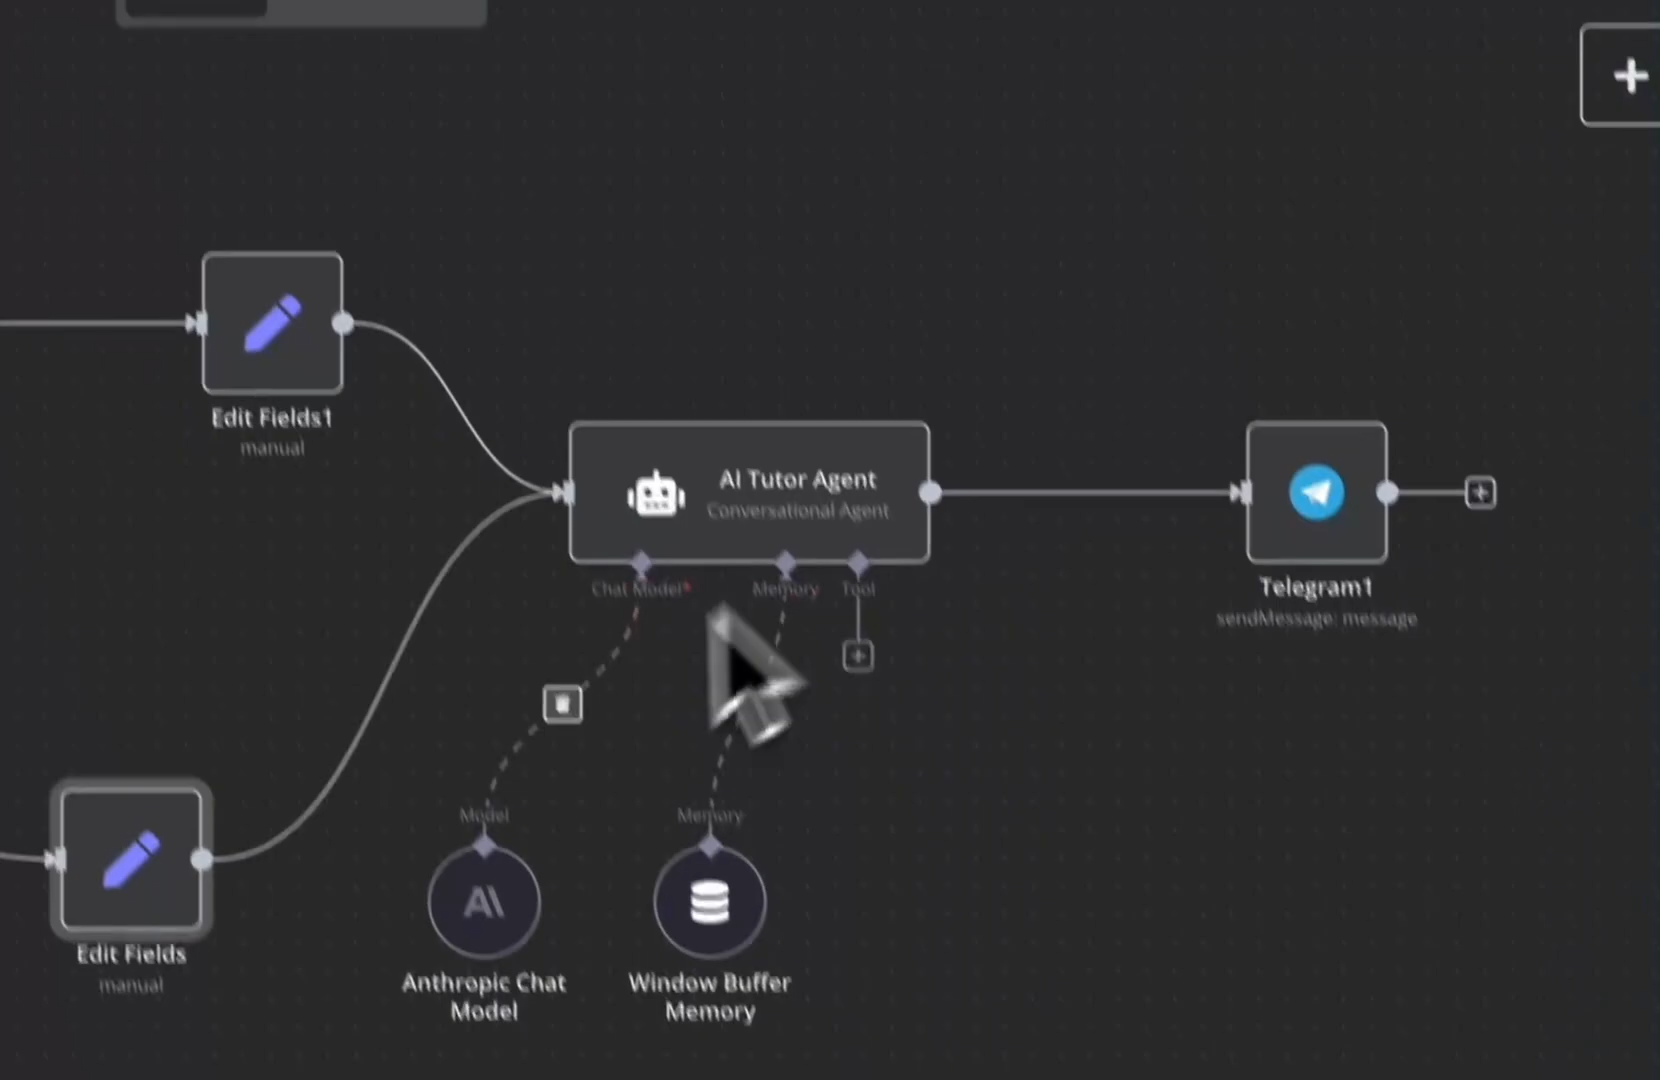 Edit Fields1
manual
AI Tutor Agent
Conversational Agent
Chat Model*
Memory
Tool
Telegram1
sendMessage: message
Model
Memory
Edit Fields
manual
Anthropic Chat
Model
Window Buffer
Memory